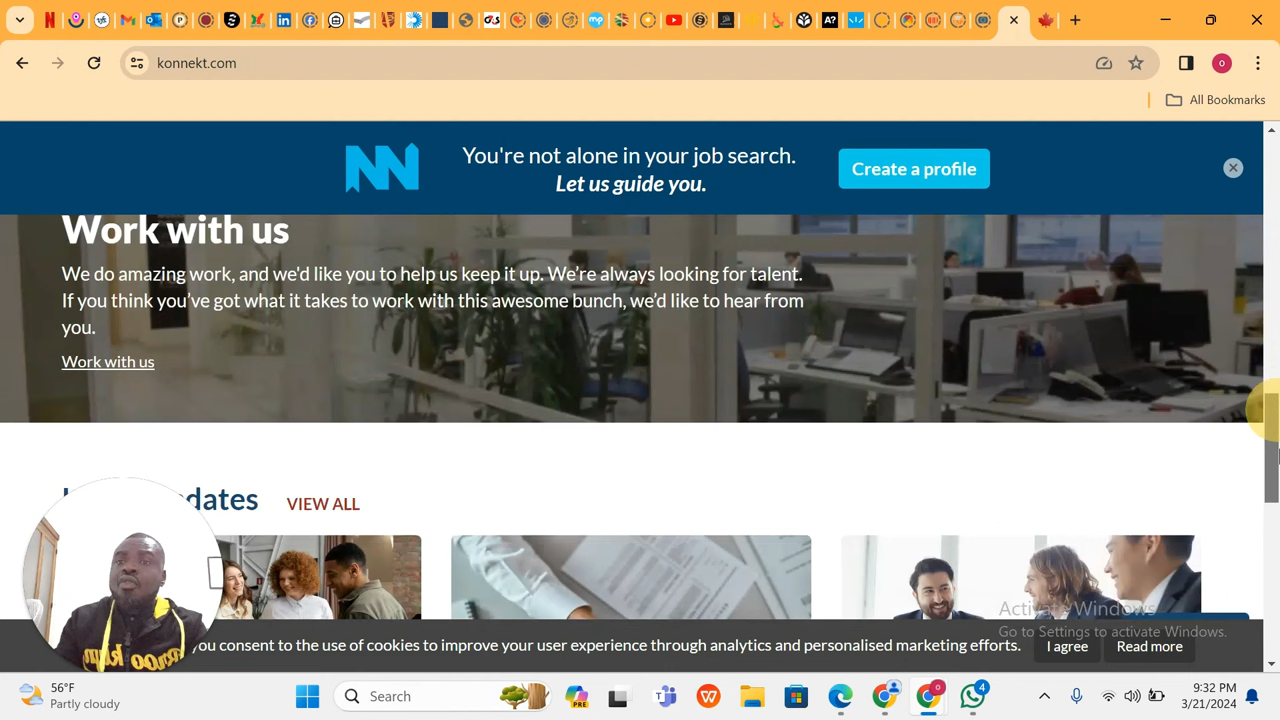 konnekt.com
All Bookmarks
You're not alone in your job search.
Let us guide you.
Create a profile
Work with us
We do amazing work, and we'd like you to help us keep it up. We're always looking for talent.
If you think you've got what it takes to work with this awesome bunch, we'd like to hear from
you.
Work with us
dates
VIEW ALL
Activate Windows
Go to Settings to activate Windows.
you consent to the use of cookies to improve your user experience through analytics and personalised marketing efforts.
I agree
Read more
56°F
Partly cloudy
Search
PRE
0
4
9:32 PM
3/21/2024